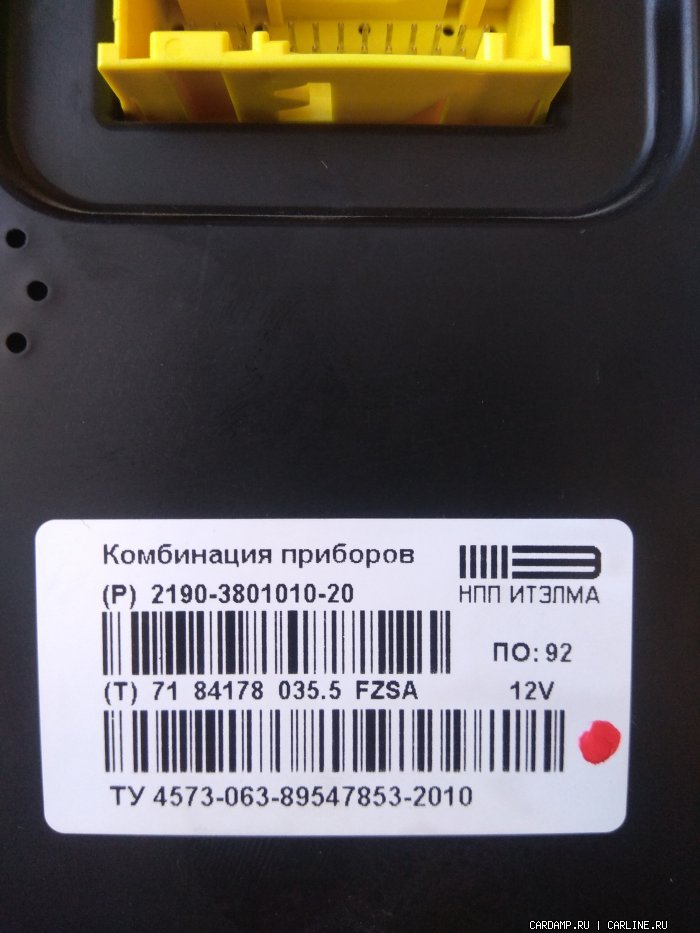 Комбинация приборов
(P) 2190-3801010-20
НПП ИТЭЛМА
ПО: 92
(T) 71 84178 035.5 FZSA
12V
ТУ 4573-063-89547853-2010
CARDAMP.RU | CARLINE.RU